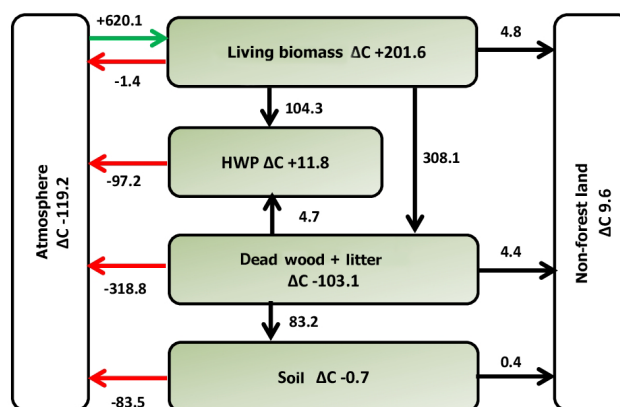 +620.1
Living biomass ΔC +201.6
4.8
-1.4
104.3
308.1
HWP ΔC +11.8
-97.2
4.7
Atmosphere
ΔC -119.2
Non-forest land
ΔC 9.6
Dead wood + litter
ΔC -103.1
4.4
-318.8
83.2
Soil ΔC -0.7
0.4
-83.5